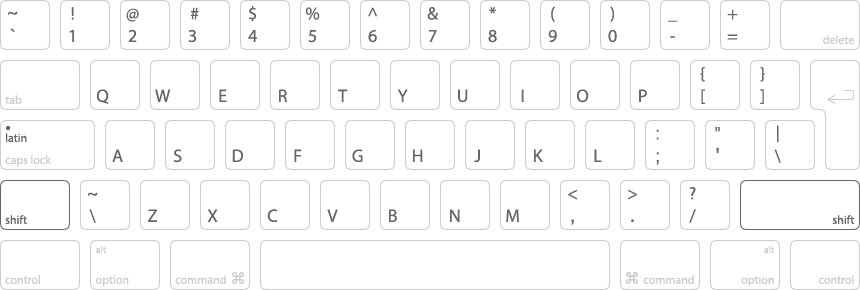 ~ ! @ # $ % ^ & * ( ) _ +
` 1 2 3 4 5 6 7 8 9 0 - = delete
{ }
tab Q W E R T Y U I O P [ ]
latin : " |
caps lock A S D F G H J K L ; ' \
~ < > ?
shift \ Z X C V B N M , . / shift
alt alt
control option command ⌘ ⌘ command option control